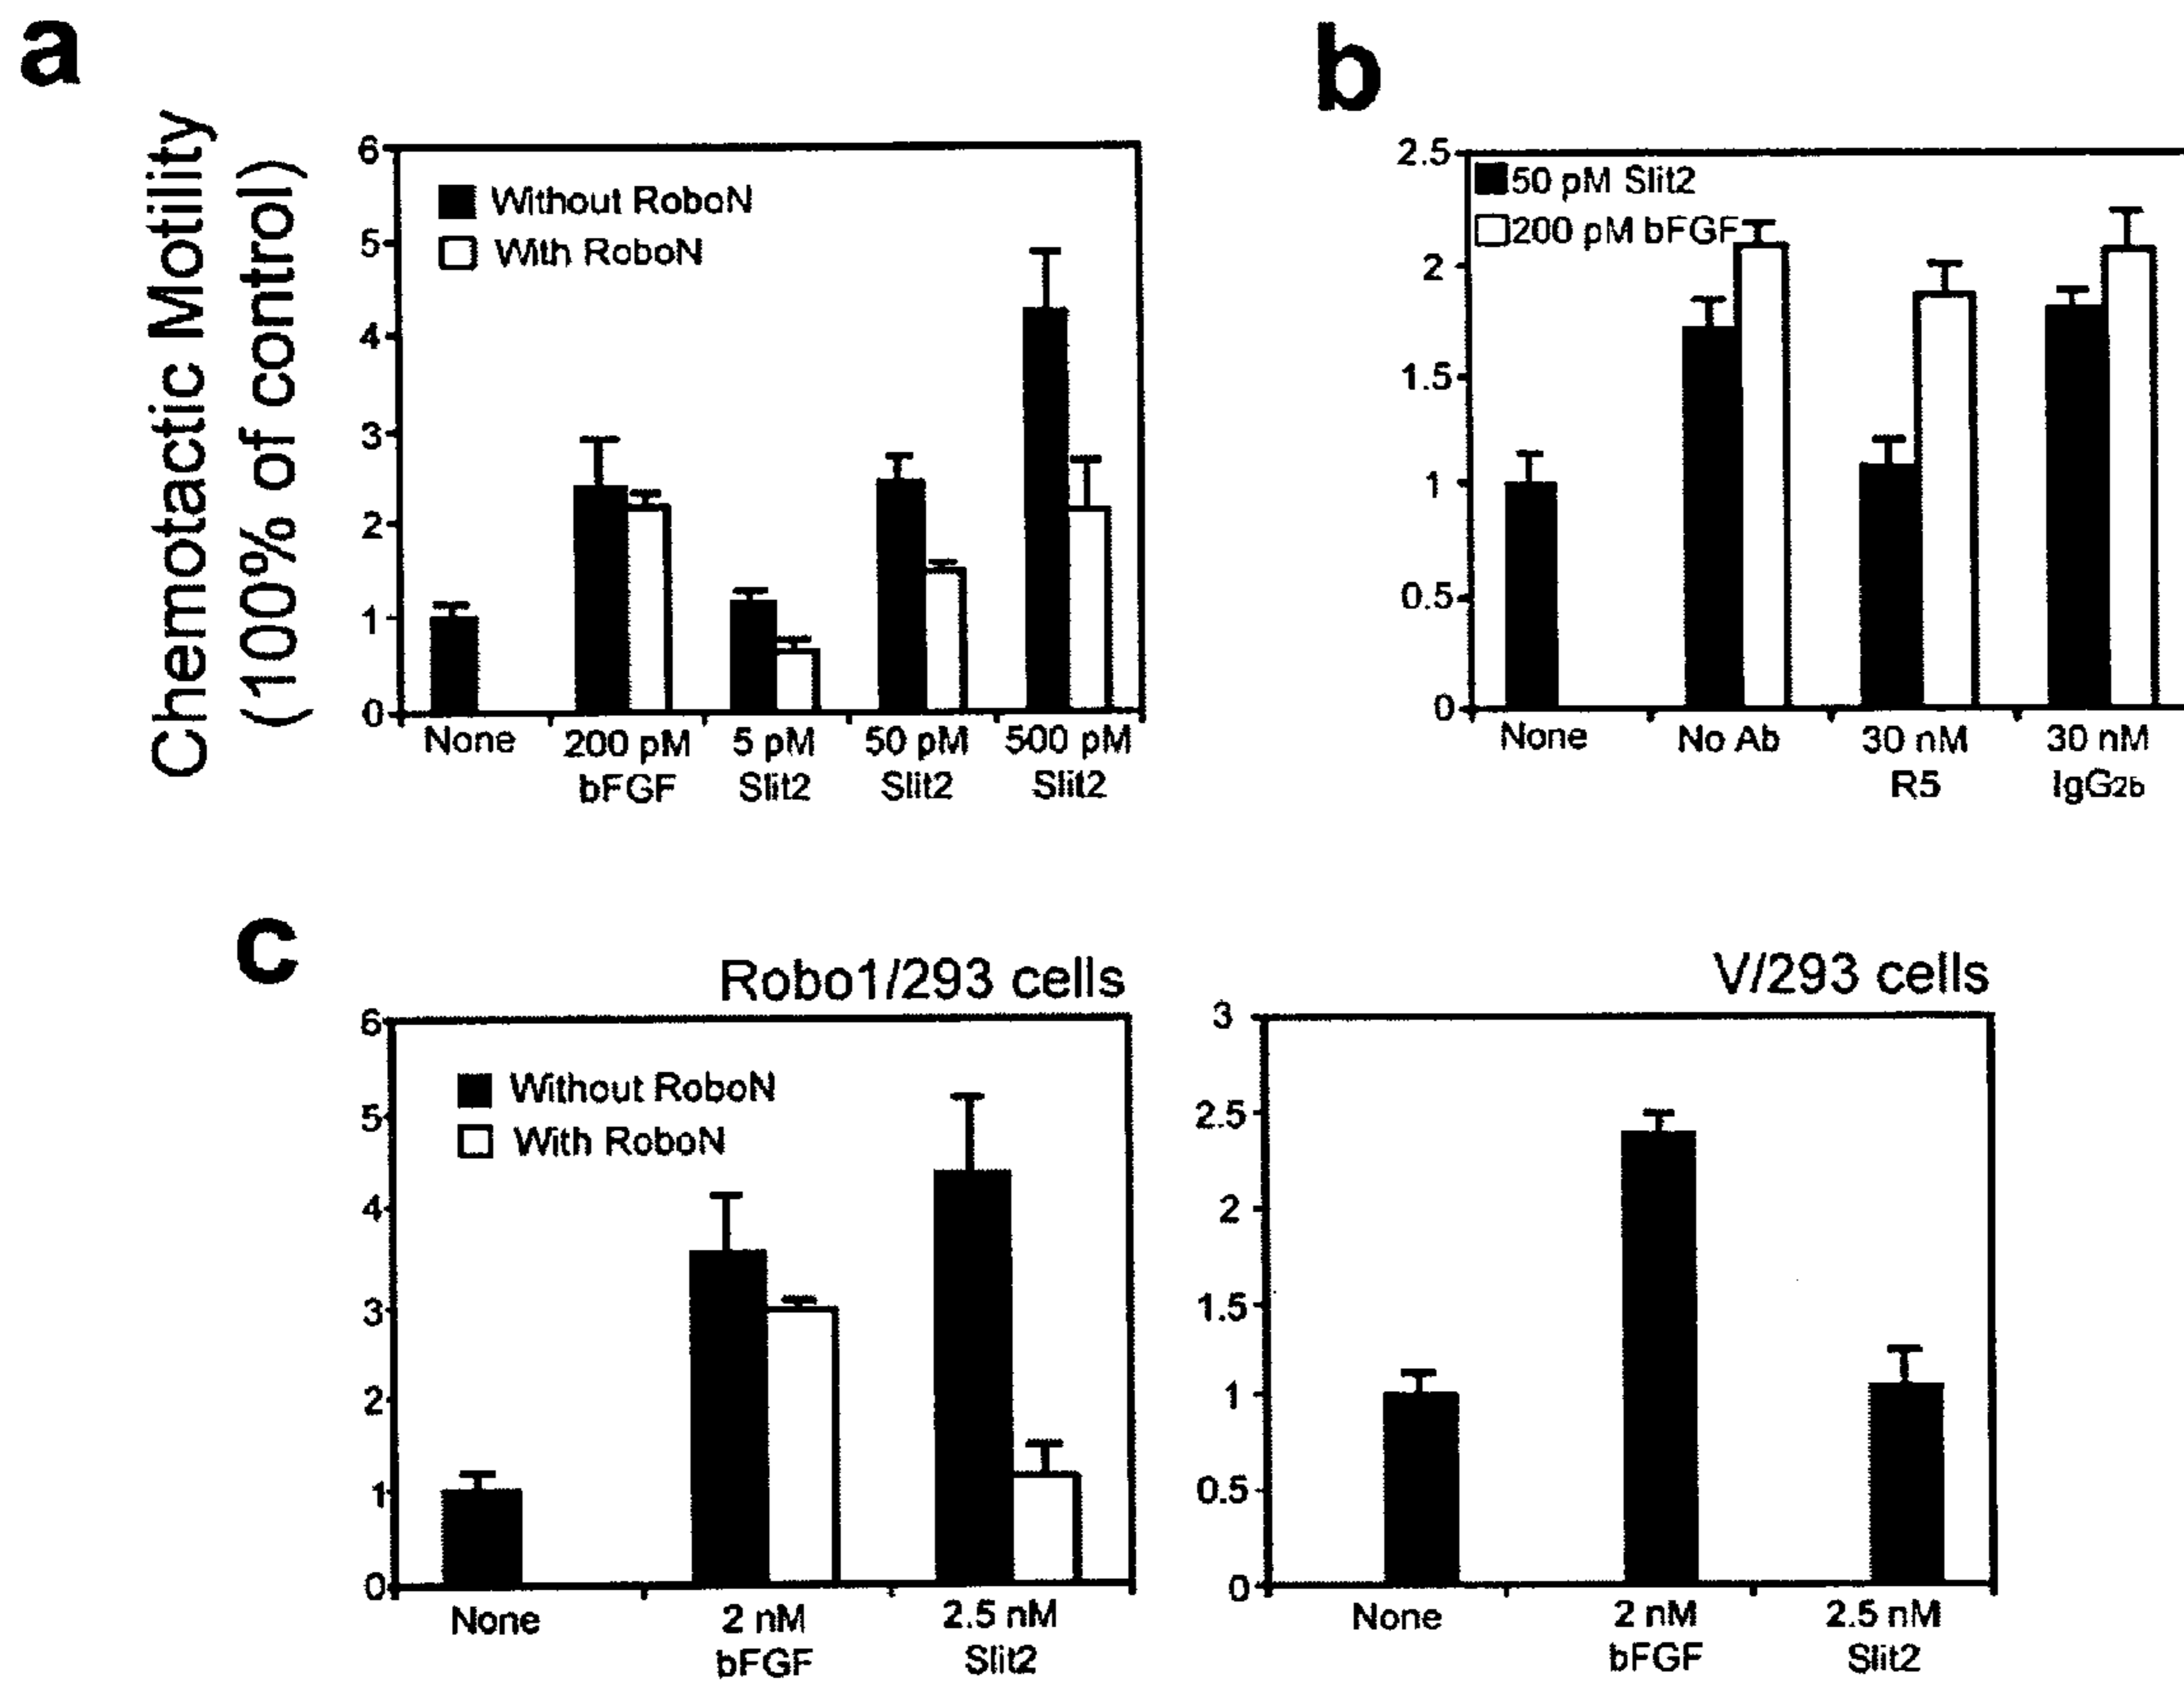 a
Chemotactic Motillity
(100% of control)
6
5
4
3
2
1
0
Without RoboN
With RoboN
None
200 pM
bFGF
5 pM
Slit2
50 pM
Slit2
500 pM
Slit2
b
2.5
2
1.5
1
0.5
0
50 pM Slit2
200 pM bFGF
None
No Ab
30 nM
R5
30 nM
IgG2b
c
Robo1/293 cells
6
5
4
3
2
1
0
Without RoboN
With RoboN
None
2 nM
bFGF
2.5 nM
Slit2
V/293 cells
3
2.5
2
1.5
1
0.5
0
None
2 nM
bFGF
2.5 nM
Slit2